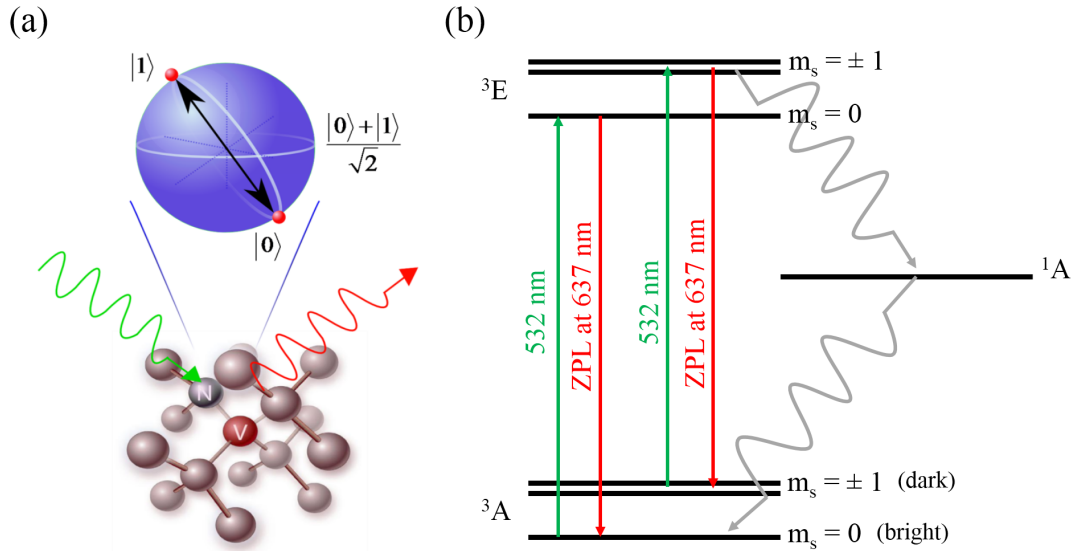 (a)
|1⟩
|0⟩+|1⟩
√2
|0⟩
N
V
(b)
³E
mₛ = ± 1
mₛ = 0
¹A
532 nm
ZPL at 637 nm
532 nm
ZPL at 637 nm
³A
mₛ = ± 1 (dark)
mₛ = 0 (bright)